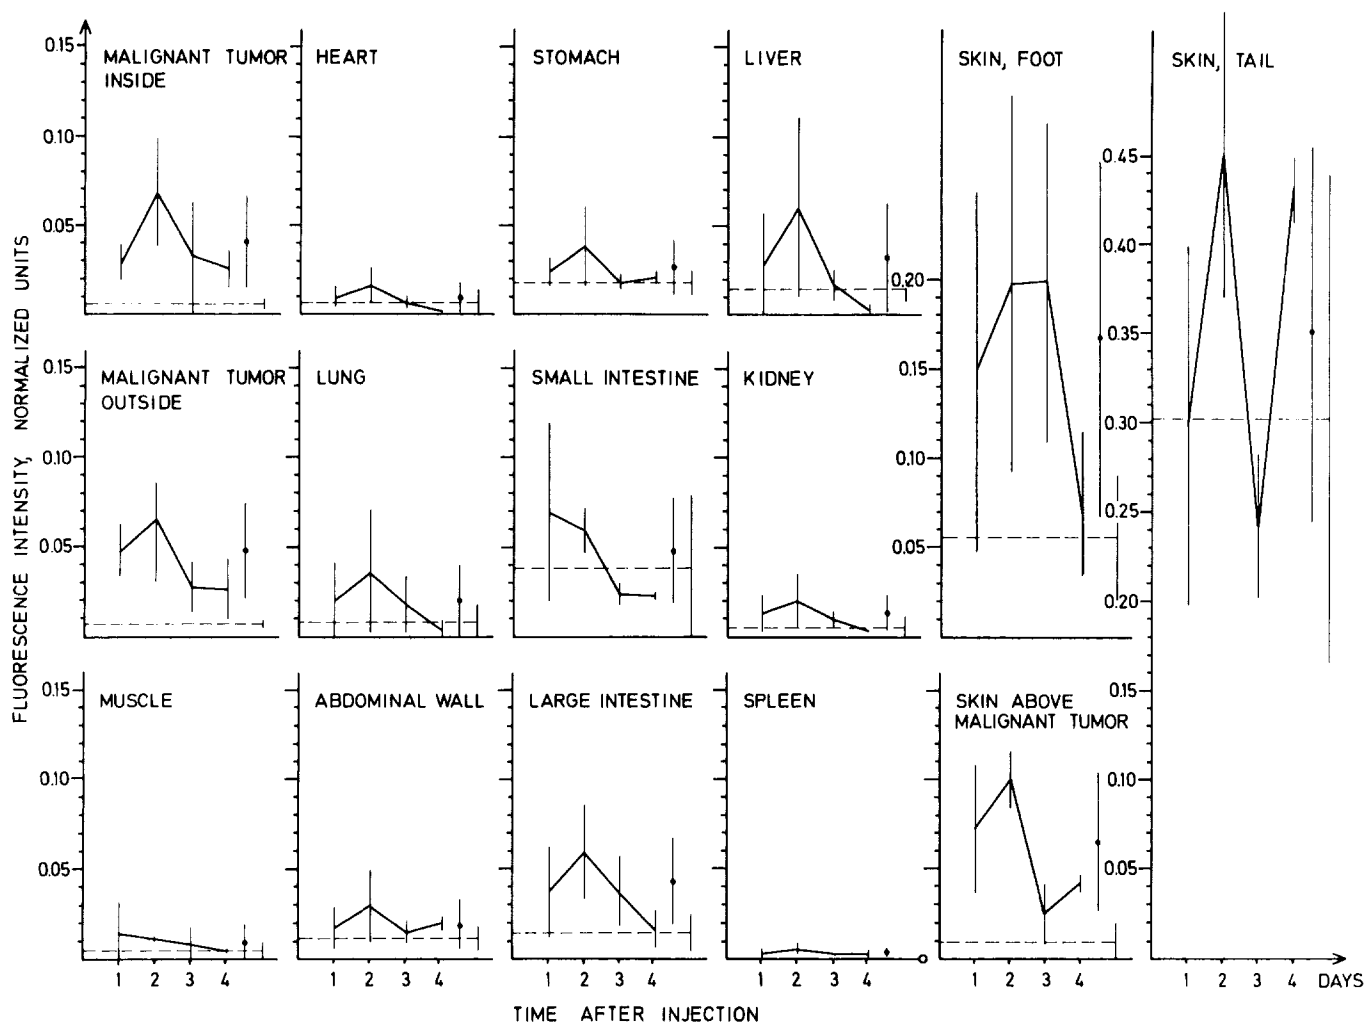 FLUORESCENCE INTENSITY, NORMALIZED UNITS
0.15
0.10
0.05
MALIGNANT TUMOR
INSIDE
HEART
STOMACH
LIVER
SKIN, FOOT
0.20
0.15
0.10
0.05
SKIN, TAIL
0.45
0.40
0.35
0.30
0.25
0.20
0.15
0.10
0.05
0.15
0.10
0.05
MALIGNANT TUMOR
OUTSIDE
LUNG
SMALL INTESTINE
KIDNEY
0.15
0.10
0.05
MUSCLE
ABDOMINAL WALL
LARGE INTESTINE
SPLEEN
SKIN ABOVE
MALIGNANT TUMOR
1 2 3 4
1 2 3 4
1 2 3 4
1 2 3 4
1 2 3 4
1 2 3 4 DAYS
TIME AFTER INJECTION